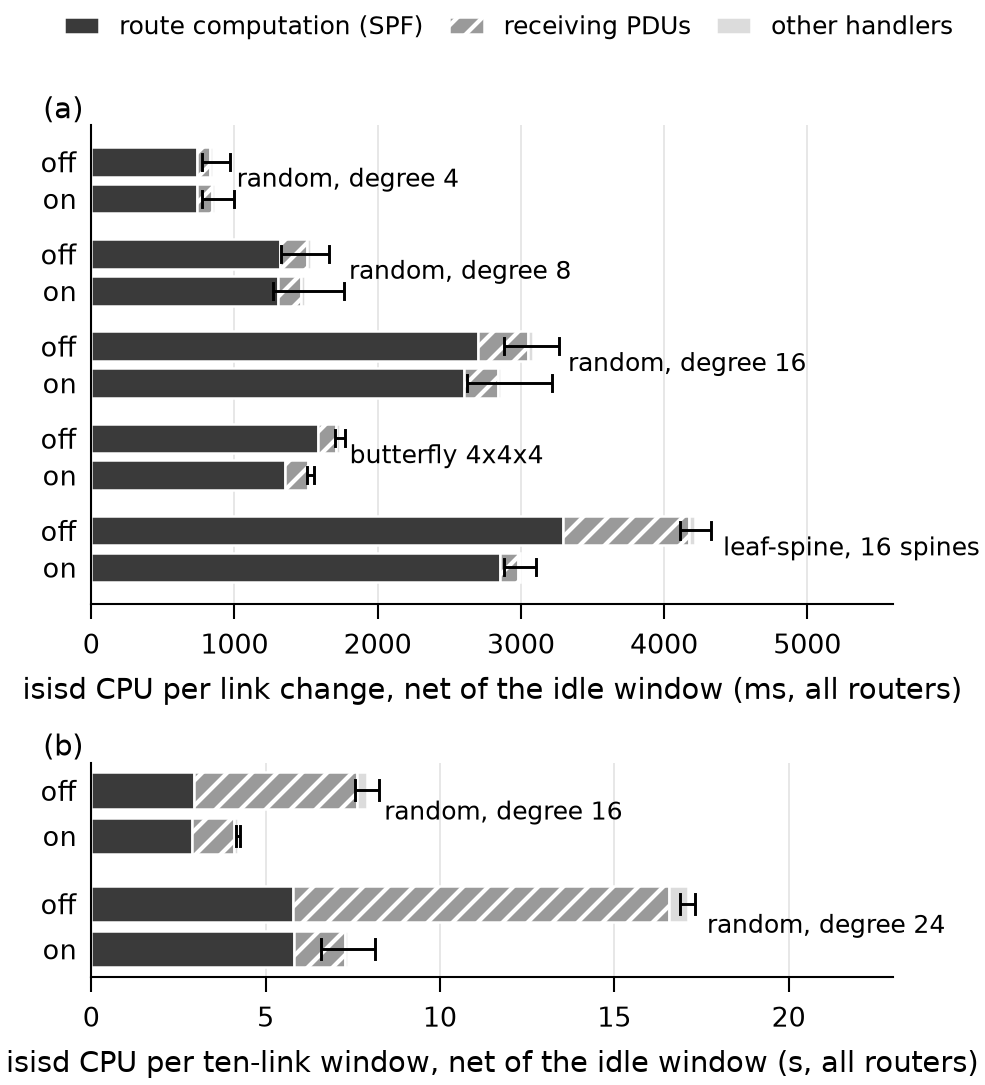 route computation (SPF) receiving PDUs other handlers
(a)
off
random, degree 4
on
off
random, degree 8
on
off
random, degree 16
on
off
butterfly 4x4x4
on
off
leaf-spine, 16 spines
on
0 1000 2000 3000 4000 5000
isisd CPU per link change, net of the idle window (ms, all routers)
(b)
off
random, degree 16
on
off
random, degree 24
on
0 5 10 15 20
isisd CPU per ten-link window, net of the idle window (s, all routers)